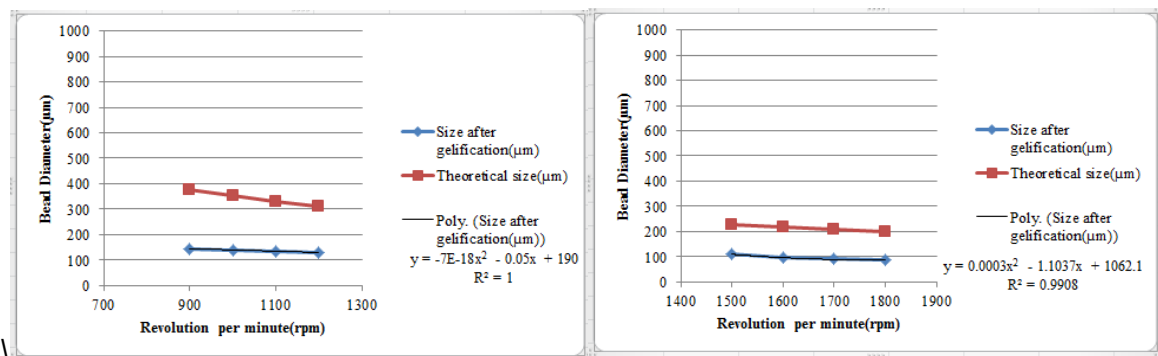 1000
900
800
700
600
500
400
300
200
100
0
Bead Diameter(μm)
700 900 1100 1300
Revolution per minute(rpm)
Size after
gelification(μm)
Theoretical size(μm)
Poly. (Size after
gelification(μm))
y = -7E-18x² - 0.05x + 190
R² = 1
1000
900
800
700
600
500
400
300
200
100
0
Bead Diameter(μm)
1400 1500 1600 1700 1800 1900
Revolution per minute(rpm)
Size after
gelification(μm)
Theoretical size(μm)
Poly. (Size after
gelification(μm))
y = 0.0003x² - 1.1037x + 1062.1
R² = 0.9908
\